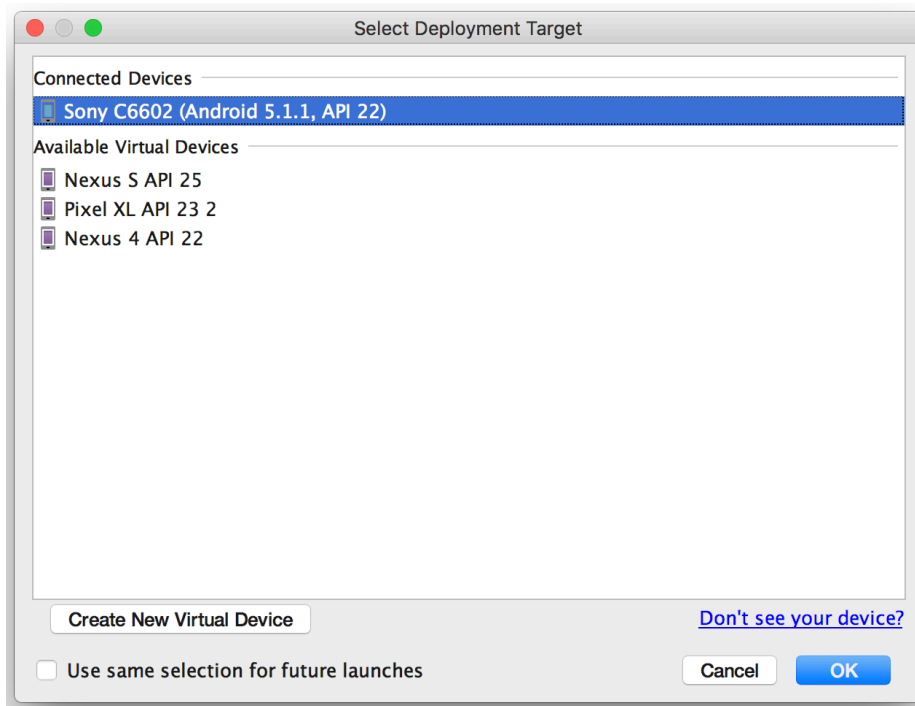 Select Deployment Target
Connected Devices
Sony C6602 (Android 5.1.1, API 22)
Available Virtual Devices
Nexus S API 25
Pixel XL API 23 2
Nexus 4 API 22
Create New Virtual Device
Don't see your device?
Use same selection for future launches
Cancel
OK